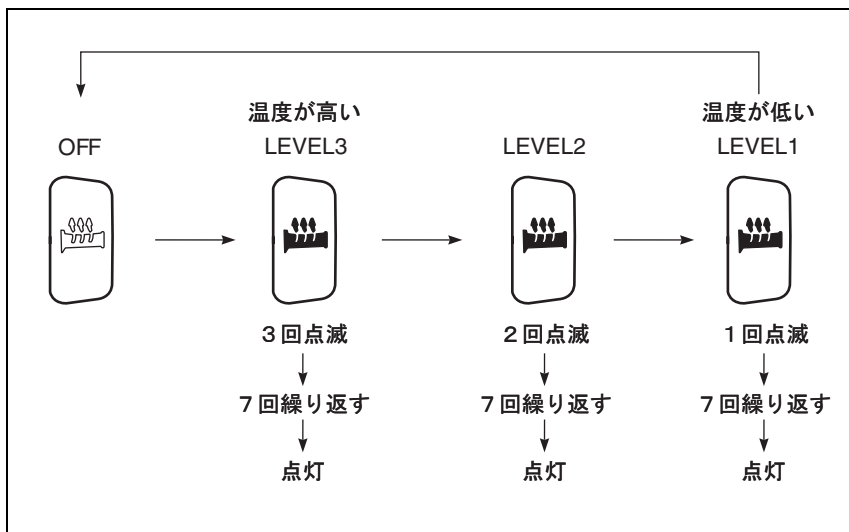 温度が高い
温度が低い
OFF
LEVEL3
LEVEL2
LEVEL1
3回点滅
2回点滅
1回点滅
7回繰り返す
7回繰り返す
7回繰り返す
点灯
点灯
点灯